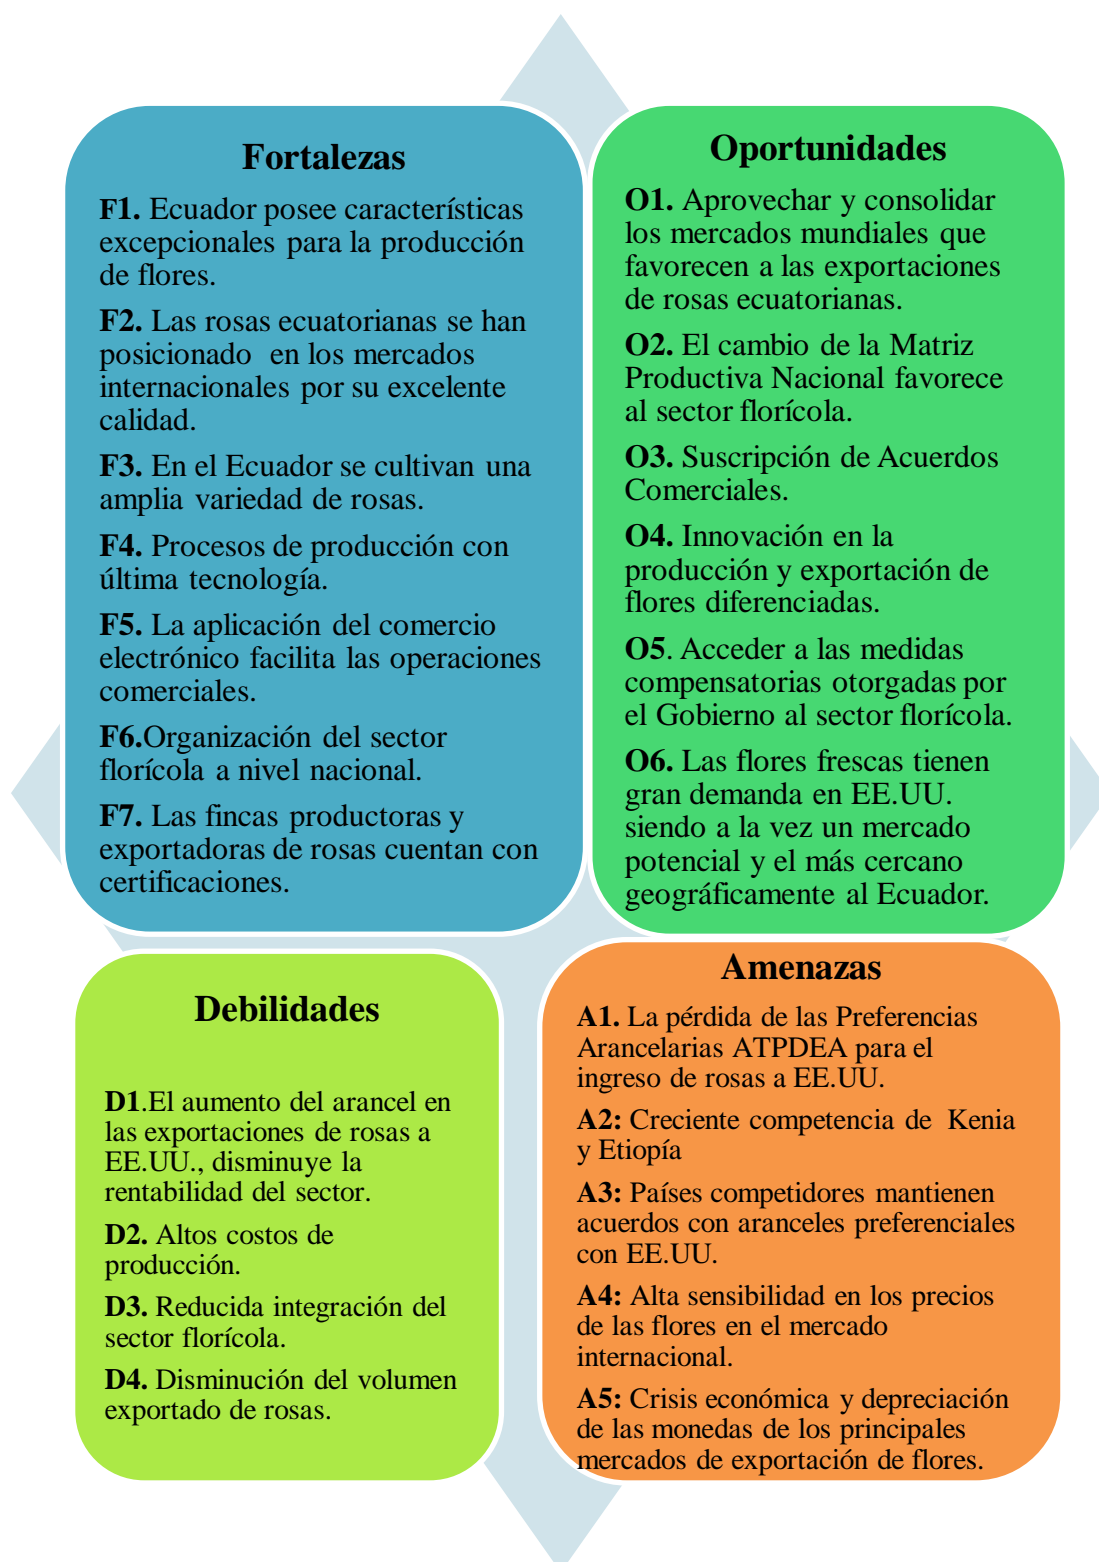 Fortalezas
F1. Ecuador posee características
excepcionales para la producción
de flores.
F2. Las rosas ecuatorianas se han
posicionado en los mercados
internacionales por su excelente
calidad.
F3. En el Ecuador se cultivan una
amplia variedad de rosas.
F4. Procesos de producción con
última tecnología.
F5. La aplicación del comercio
electrónico facilita las operaciones
comerciales.
F6.Organización del sector
florícola a nivel nacional.
F7. Las fincas productoras y
exportadoras de rosas cuentan con
certificaciones.
Oportunidades
O1. Aprovechar y consolidar
los mercados mundiales que
favorecen a las exportaciones
de rosas ecuatorianas.
O2. El cambio de la Matriz
Productiva Nacional favorece
al sector florícola.
O3. Suscripción de Acuerdos
Comerciales.
O4. Innovación en la
producción y exportación de
flores diferenciadas.
O5. Acceder a las medidas
compensatorias otorgadas por
el Gobierno al sector florícola.
O6. Las flores frescas tienen
gran demanda en EE.UU.
siendo a la vez un mercado
potencial y el más cercano
geográficamente al Ecuador.
Debilidades
D1.El aumento del arancel en
las exportaciones de rosas a
EE.UU., disminuye la
rentabilidad del sector.
D2. Altos costos de
producción.
D3. Reducida integración del
sector florícola.
D4. Disminución del volumen
exportado de rosas.
Amenazas
A1. La pérdida de las Preferencias
Arancelarias ATPDEA para el
ingreso de rosas a EE.UU.
A2: Creciente competencia de Kenia
y Etiopía
A3: Países competidores mantienen
acuerdos con aranceles preferenciales
con EE.UU.
A4: Alta sensibilidad en los precios
de las flores en el mercado
internacional.
A5: Crisis económica y depreciación
de las monedas de los principales
mercados de exportación de flores.